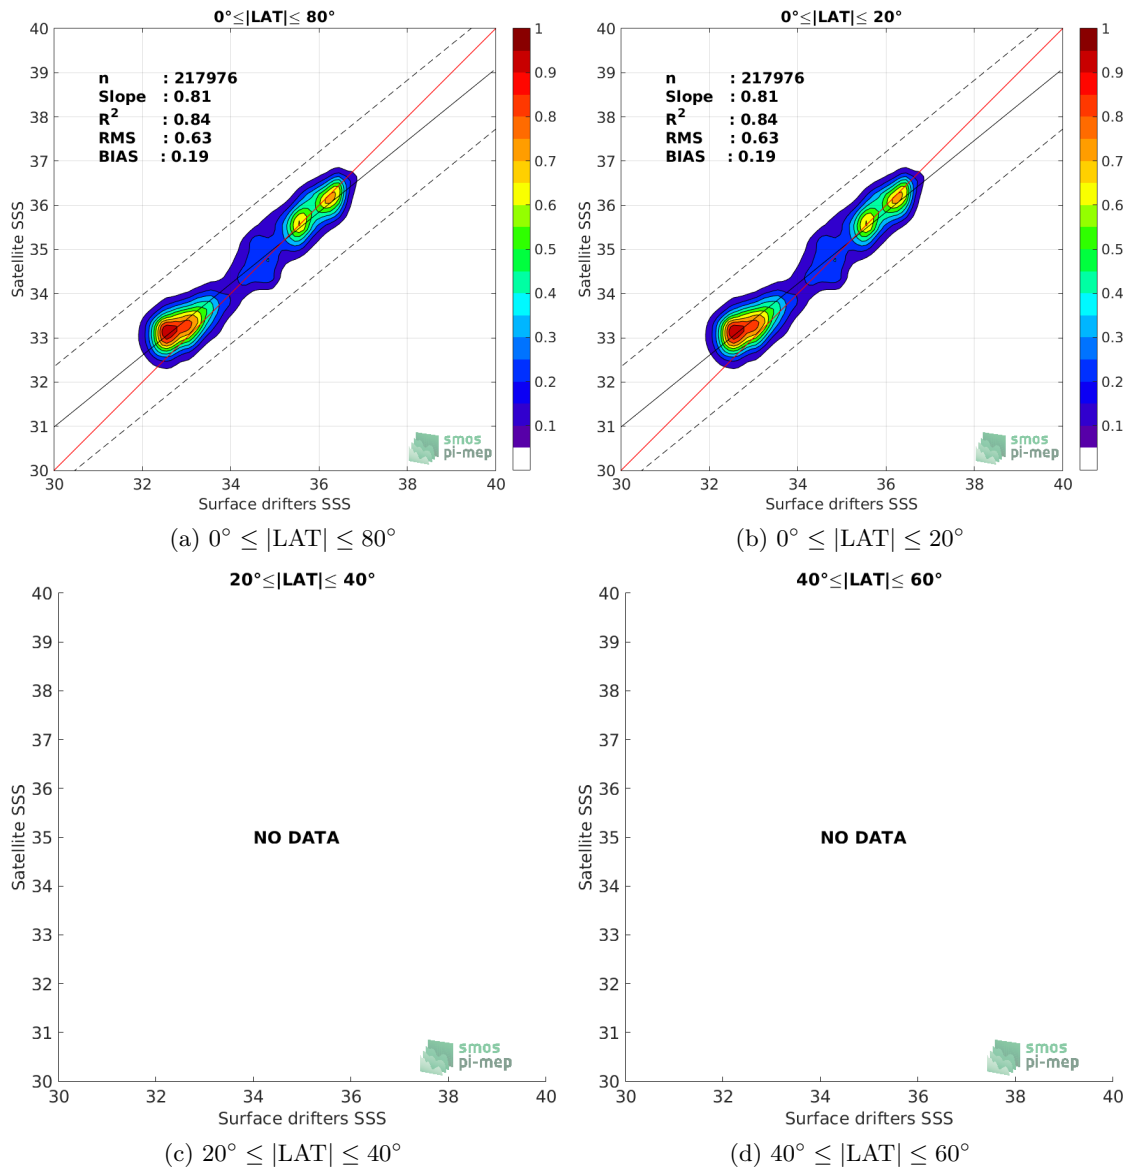 0°≤|LAT|≤ 80°
n : 217976
Slope : 0.81
R² : 0.84
RMS : 0.63
BIAS : 0.19
Satellite SSS
40
39
38
37
36
35
34
33
32
31
30
30 32 34 36 38 40
Surface drifters SSS
1
0.9
0.8
0.7
0.6
0.5
0.4
0.3
0.2
0.1
smos
pi-mep
(a) 0° ≤ |LAT| ≤ 80°
0°≤|LAT|≤ 20°
n : 217976
Slope : 0.81
R² : 0.84
RMS : 0.63
BIAS : 0.19
Satellite SSS
40
39
38
37
36
35
34
33
32
31
30
30 32 34 36 38 40
Surface drifters SSS
1
0.9
0.8
0.7
0.6
0.5
0.4
0.3
0.2
0.1
smos
pi-mep
(b) 0° ≤ |LAT| ≤ 20°
20°≤|LAT|≤ 40°
Satellite SSS
40
39
38
37
36
35
34
33
32
31
30
NO DATA
smos
pi-mep
30 32 34 36 38 40
Surface drifters SSS
(c) 20° ≤ |LAT| ≤ 40°
40°≤|LAT|≤ 60°
Satellite SSS
40
39
38
37
36
35
34
33
32
31
30
NO DATA
smos
pi-mep
30 32 34 36 38 40
Surface drifters SSS
(d) 40° ≤ |LAT| ≤ 60°